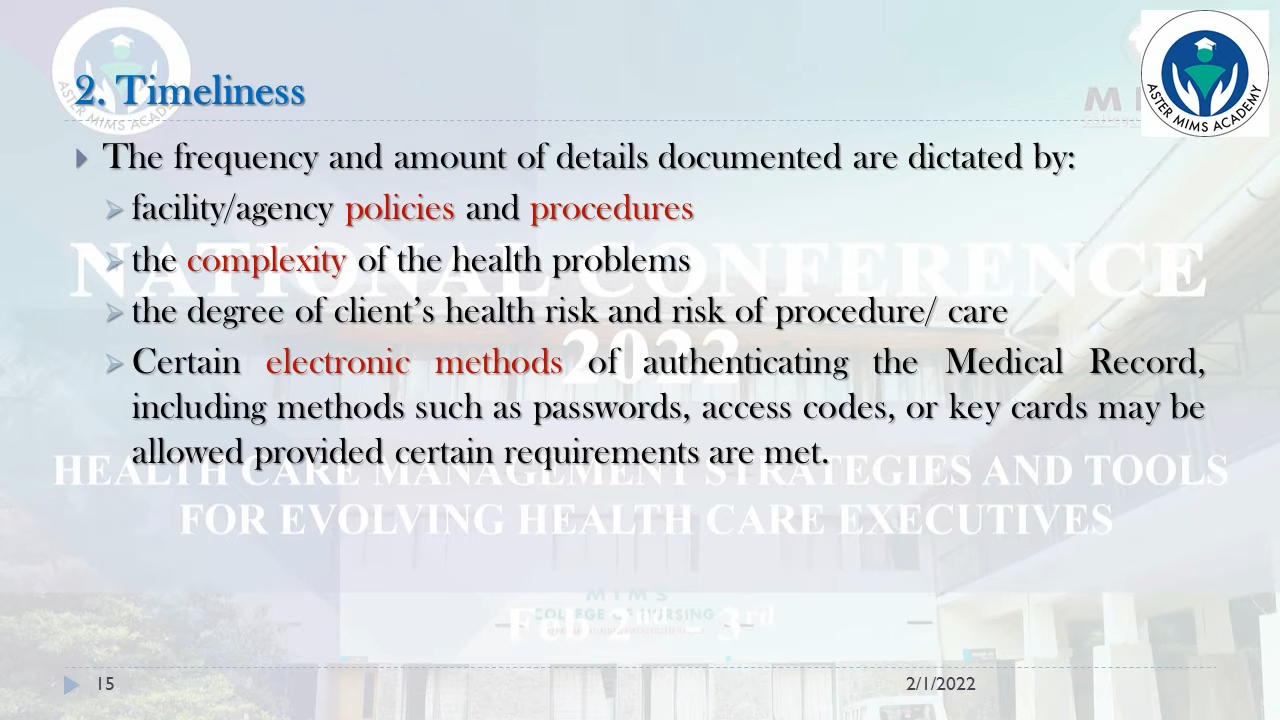 ASTER MIMS ACADEMY
ASTER MIMS ACADEMY
2. Timeliness
The frequency and amount of details documented are dictated by:
facility/agency policies and procedures
the complexity of the health problems
the degree of client’s health risk and risk of procedure/ care
Certain electronic methods of authenticating the Medical Record,
including methods such as passwords, access codes, or key cards may be
allowed provided certain requirements are met.
NATIONAL CONFERENCE
2022
HEALTH CARE MANAGEMENT STRATEGIES AND TOOLS
FOR EVOLVING HEALTH CARE EXECUTIVES
MIMS
COLLEGE OF NURSING
15
2/1/2022